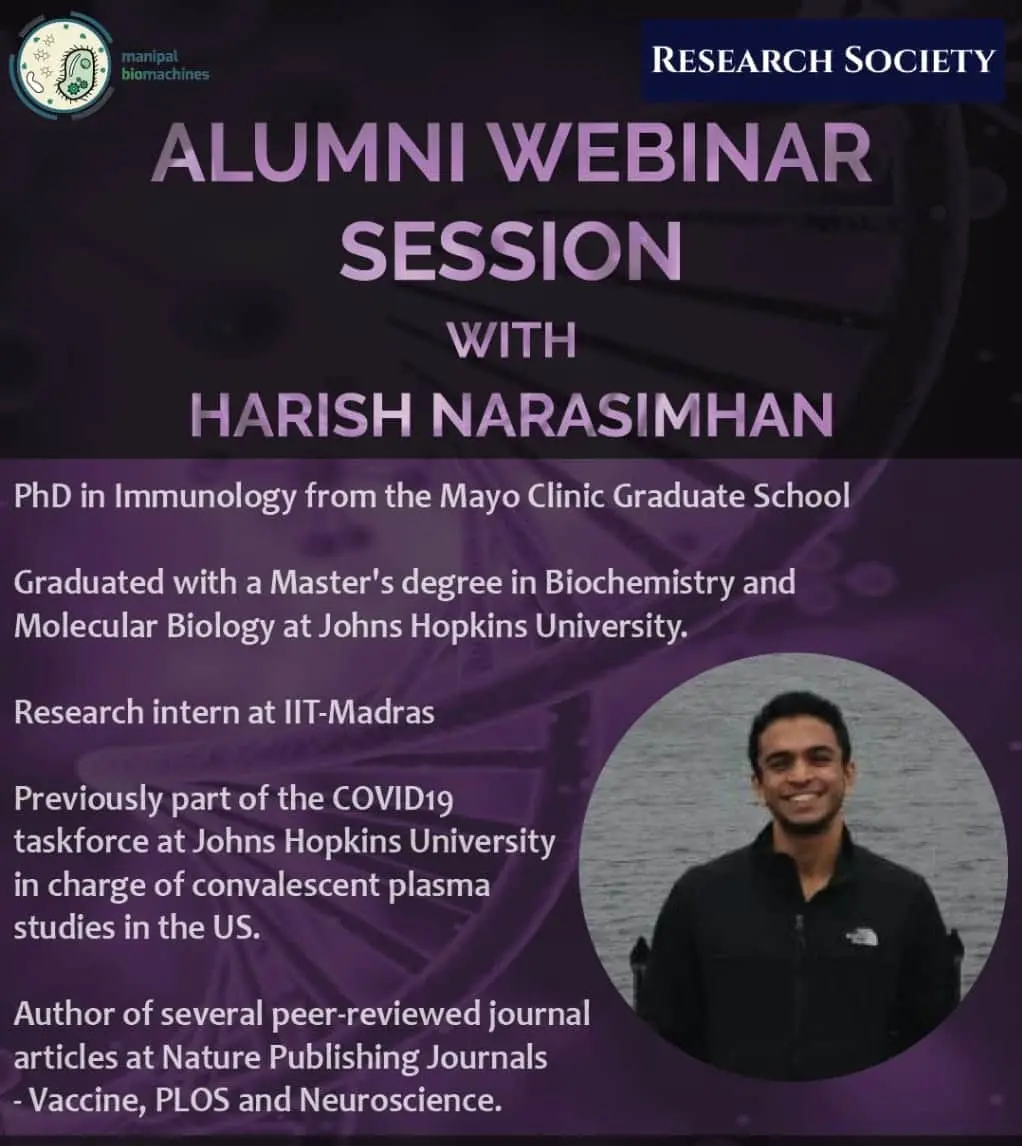 manipal
biomachines
RESEARCH SOCIETY
ALUMNI WEBINAR
SESSION
WITH
HARISH NARASIMHAN
PhD in Immunology from the Mayo Clinic Graduate School
Graduated with a Master's degree in Biochemistry and
Molecular Biology at Johns Hopkins University.
Research intern at IIT-Madras
Previously part of the COVID19
taskforce at Johns Hopkins University
in charge of convalescent plasma
studies in the US.
Author of several peer-reviewed journal
articles at Nature Publishing Journals
- Vaccine, PLOS and Neuroscience.